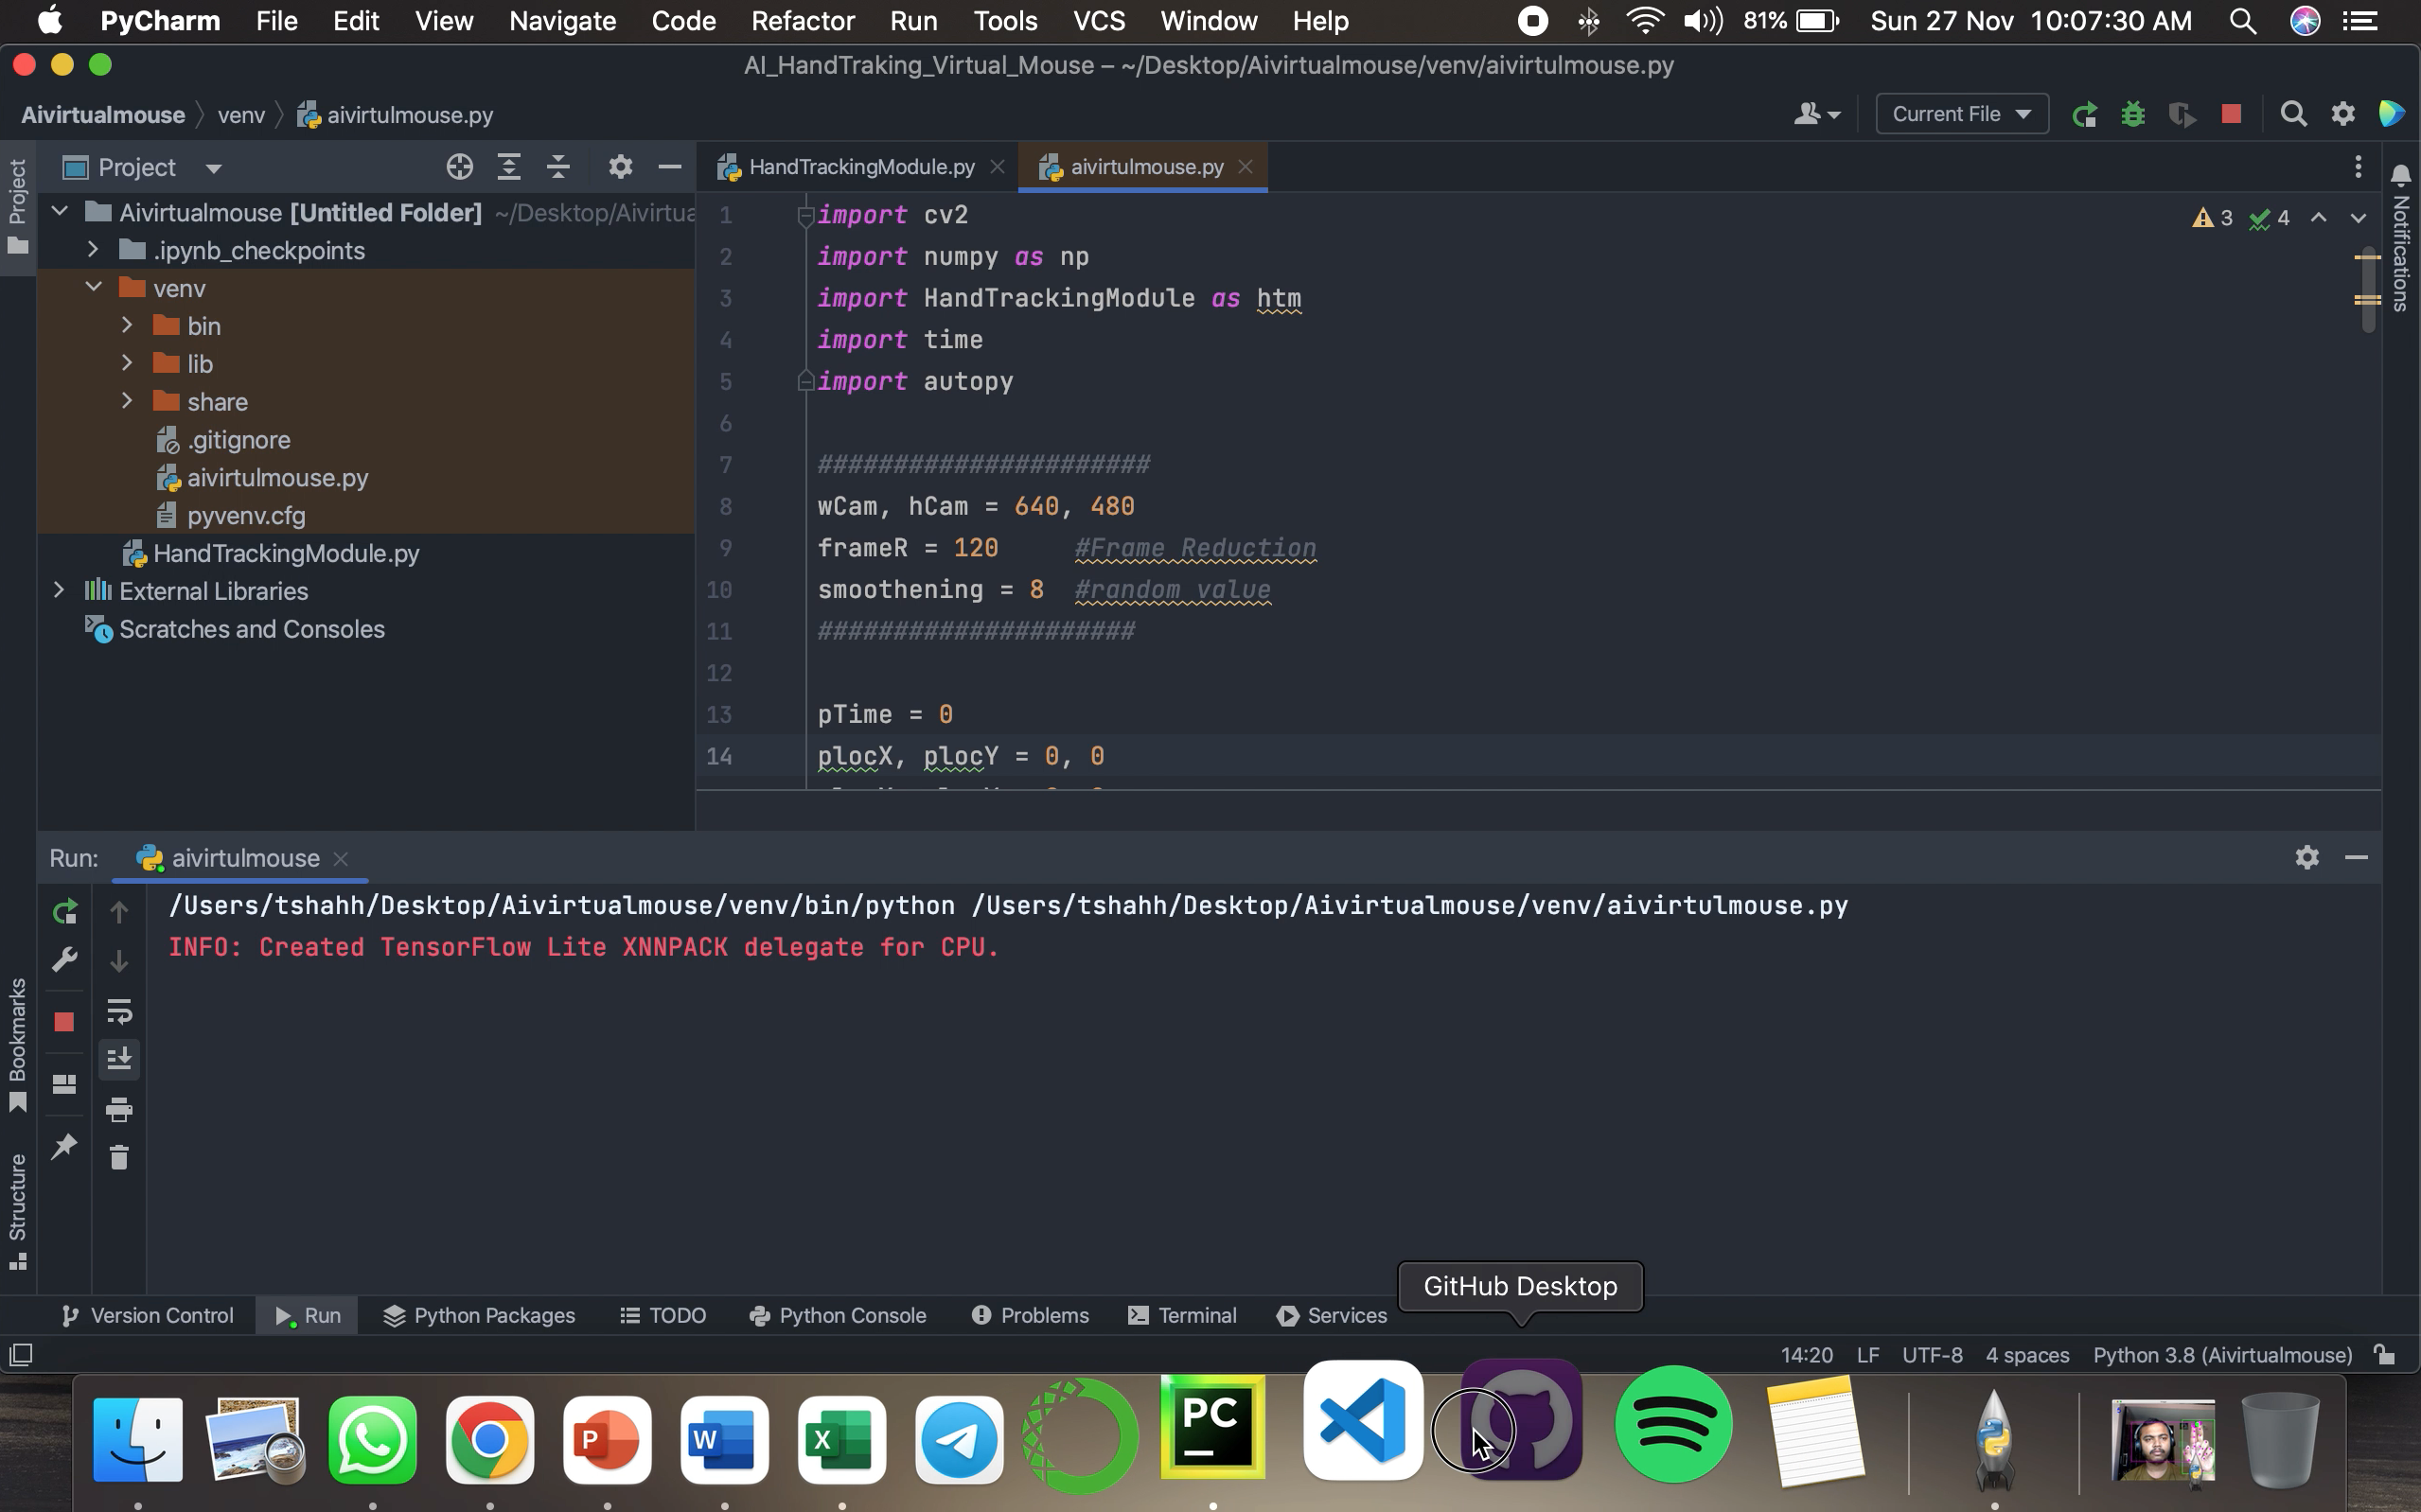 PyCharm File Edit View Navigate Code Refactor Run Tools VCS Window Help 81% Sun 27 Nov 10:07:30 AM
AI_HandTraking_Virtual_Mouse – ~/Desktop/Aivirtualmouse/venv/aivirtulmouse.py
Aivirtualmouse venv aivirtulmouse.py Current File
Project
Project
HandTrackingModule.py
aivirtulmouse.py
Notifications
Aivirtualmouse [Untitled Folder] ~/Desktop/Aivirtua
.ipynb_checkpoints
venv
bin
lib
share
.gitignore
aivirtulmouse.py
pyvenv.cfg
HandTrackingModule.py
External Libraries
Scratches and Consoles
3 4
1 import cv2
2 import numpy as np
3 import HandTrackingModule as htm
4 import time
5 import autopy
6
7 ######################
8 wCam, hCam = 640, 480
9 frameR = 120 #Frame Reduction
10 smoothening = 8 #random value
11 #####################
12
13 pTime = 0
14 plocX, plocY = 0, 0
Run: aivirtulmouse
/Users/tshahh/Desktop/Aivirtualmouse/venv/bin/python /Users/tshahh/Desktop/Aivirtualmouse/venv/aivirtulmouse.py
INFO: Created TensorFlow Lite XNNPACK delegate for CPU.
Bookmarks
Structure
GitHub Desktop
Version Control Run Python Packages TODO Python Console Problems Terminal Services
14:20 LF UTF-8 4 spaces Python 3.8 (Aivirtualmouse)
P W X PC